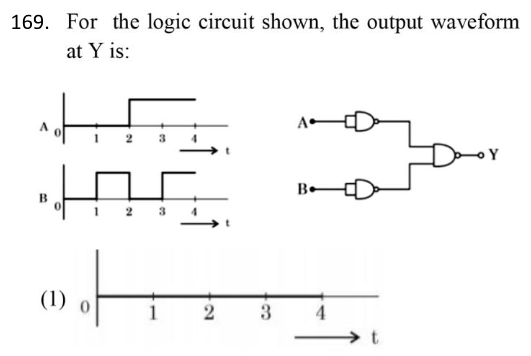 169. For the logic circuit shown, the output waveform
at Y is:
A 0 1 2 3 4 t
A Y
B 0 1 2 3 4 t
B
(1) 0 1 2 3 4 t